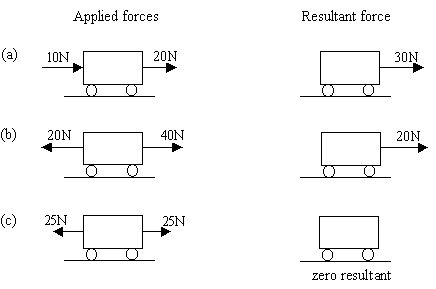 Applied forces Resultant force
(a) 10N 20N 30N
(b) 20N 40N 20N
(c) 25N 25N
zero resultant